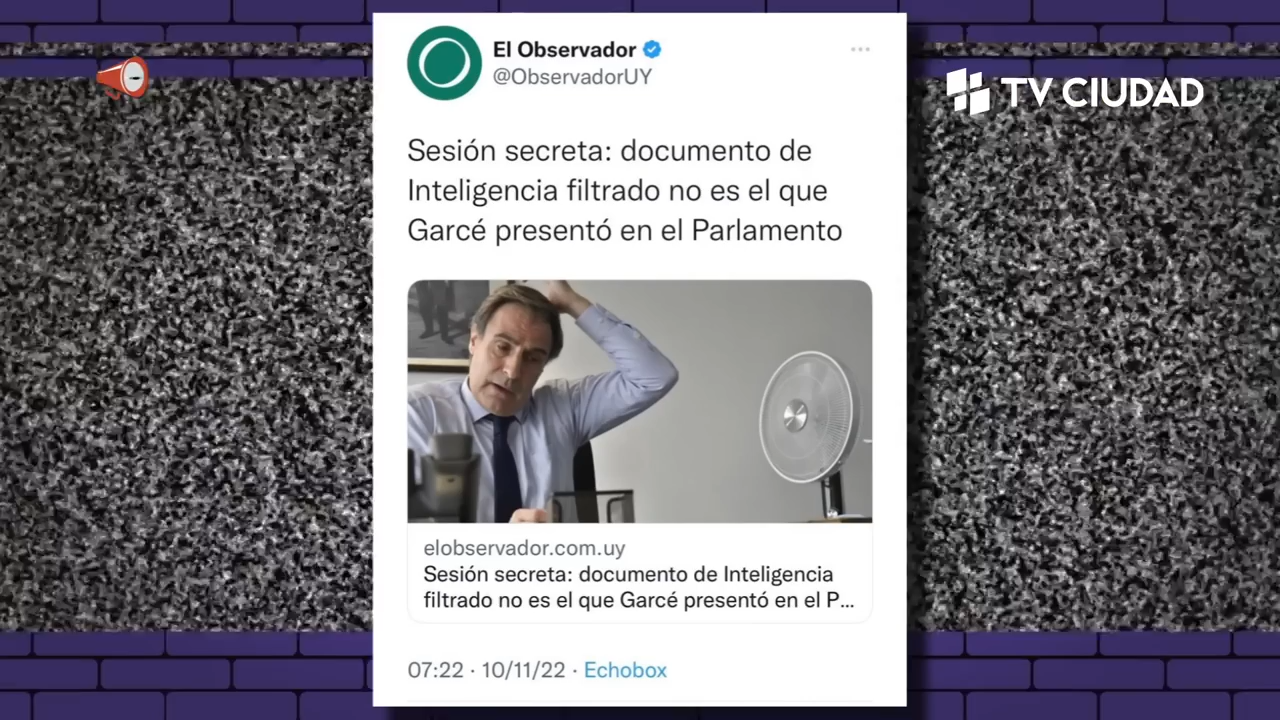 El Observador
@ObservadorUY
TV CIUDAD
Sesión secreta: documento de
Inteligencia filtrado no es el que
Garcé presentó en el Parlamento
elobservador.com.uy
Sesión secreta: documento de Inteligencia
filtrado no es el que Garcé presentó en el P...
07:22 · 10/11/22 · Echobox